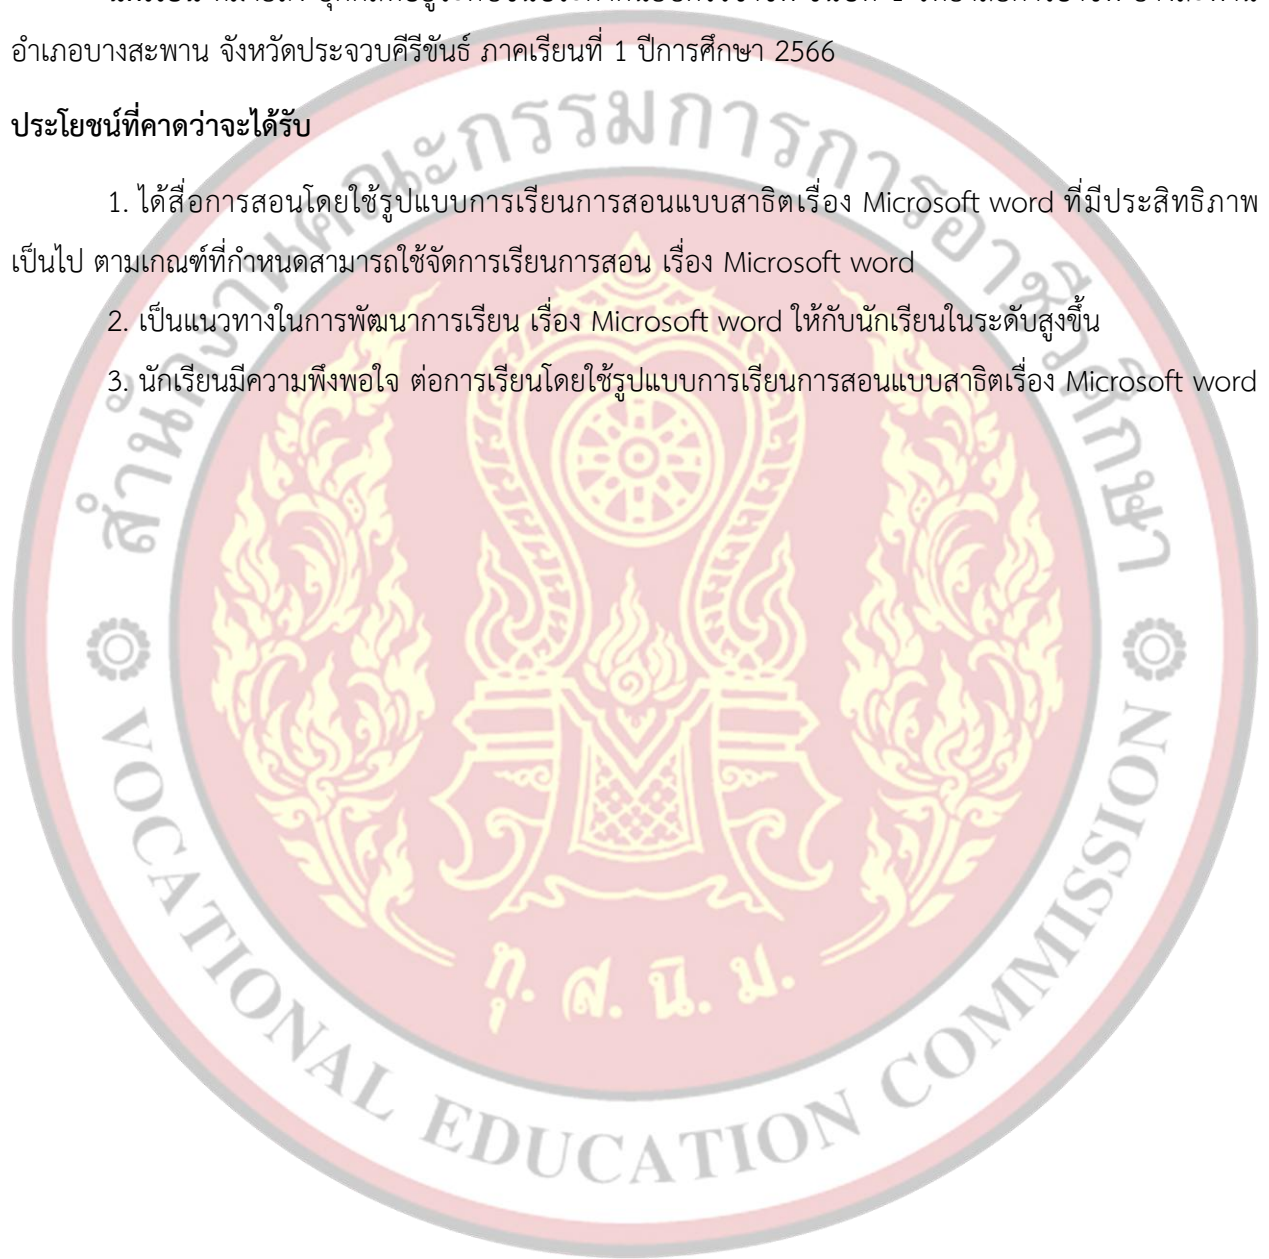 อำเภอบางสะพาน จังหวัดประจวบคีรีขันธ์ ภาคเรียนที่ 1 ปีการศึกษา 2566
ประโยชน์ที่คาดว่าจะได้รับ
1. ได้สื่อการสอนโดยใช้รูปแบบการเรียนการสอนแบบสาธิตเรื่อง Microsoft word ที่มีประสิทธิภาพ
เป็นไป ตามเกณฑ์ที่กำหนดสามารถใช้จัดการเรียนการสอน เรื่อง Microsoft word
2. เป็นแนวทางในการพัฒนาการเรียน เรื่อง Microsoft word ให้กับนักเรียนในระดับสูงขึ้น
3. นักเรียนมีความพึงพอใจ ต่อการเรียนโดยใช้รูปแบบการเรียนการสอนแบบสาธิตเรื่อง Microsoft word
สำนักงานคณะกรรมการการอาชีวศึกษา
ทุ. ส. นิ. ม.
VOCATIONAL EDUCATION COMMISSION